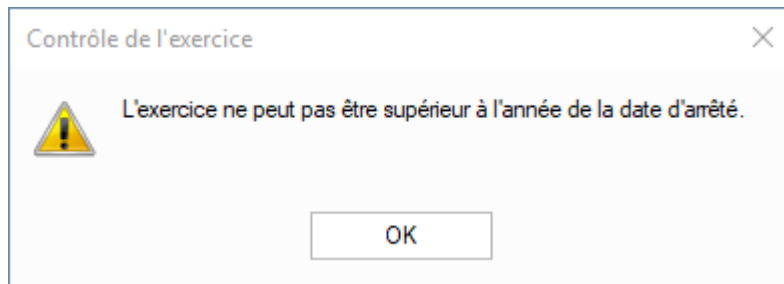 Contrôle de l'exercice
L'exercice ne peut pas être supérieur à l'année de la date d'arrêté.
OK